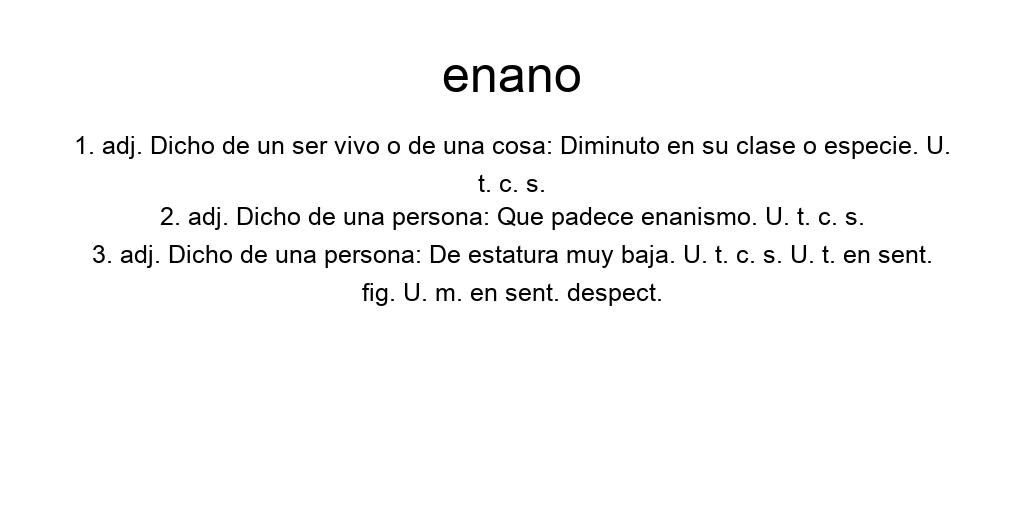 enano
1. adj. Dicho de un ser vivo o de una cosa: Diminuto en su clase o especie. U.
t. c. s.
2. adj. Dicho de una persona: Que padece enanismo. U. t. c. s.
3. adj. Dicho de una persona: De estatura muy baja. U. t. c. s. U. t. en sent.
fig. U. m. en sent. despect.